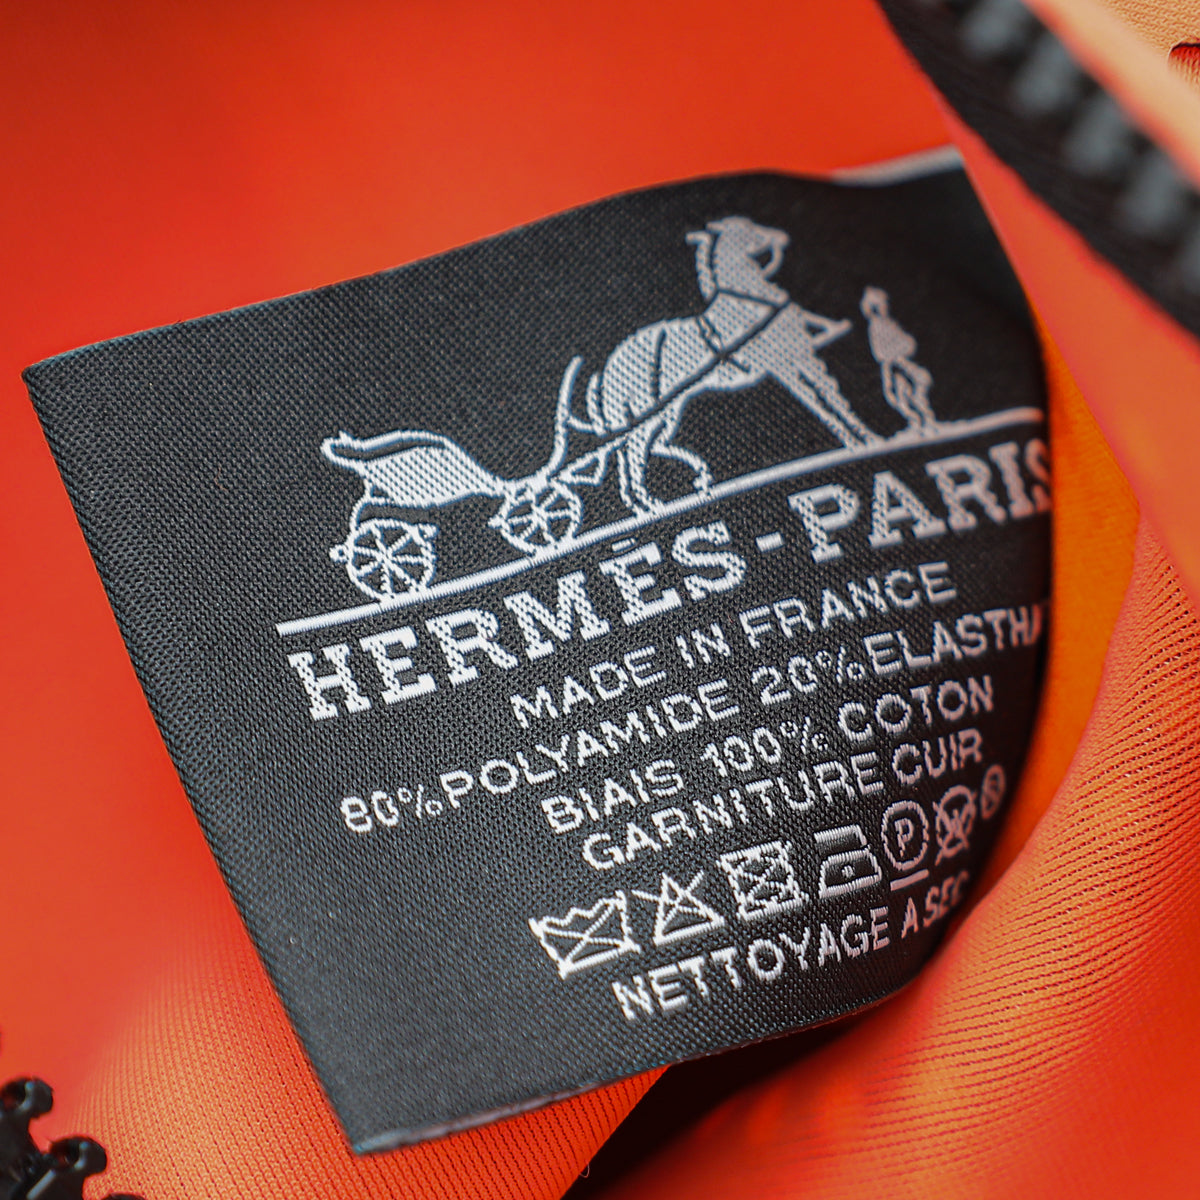 HERMÈS-PARIS
MADE IN FRANCE
80% POLYAMIDE 20% ELASTHA
BIAIS 100% COTON
GARNITURE CUIR
P
NETTOYAGE A SEC